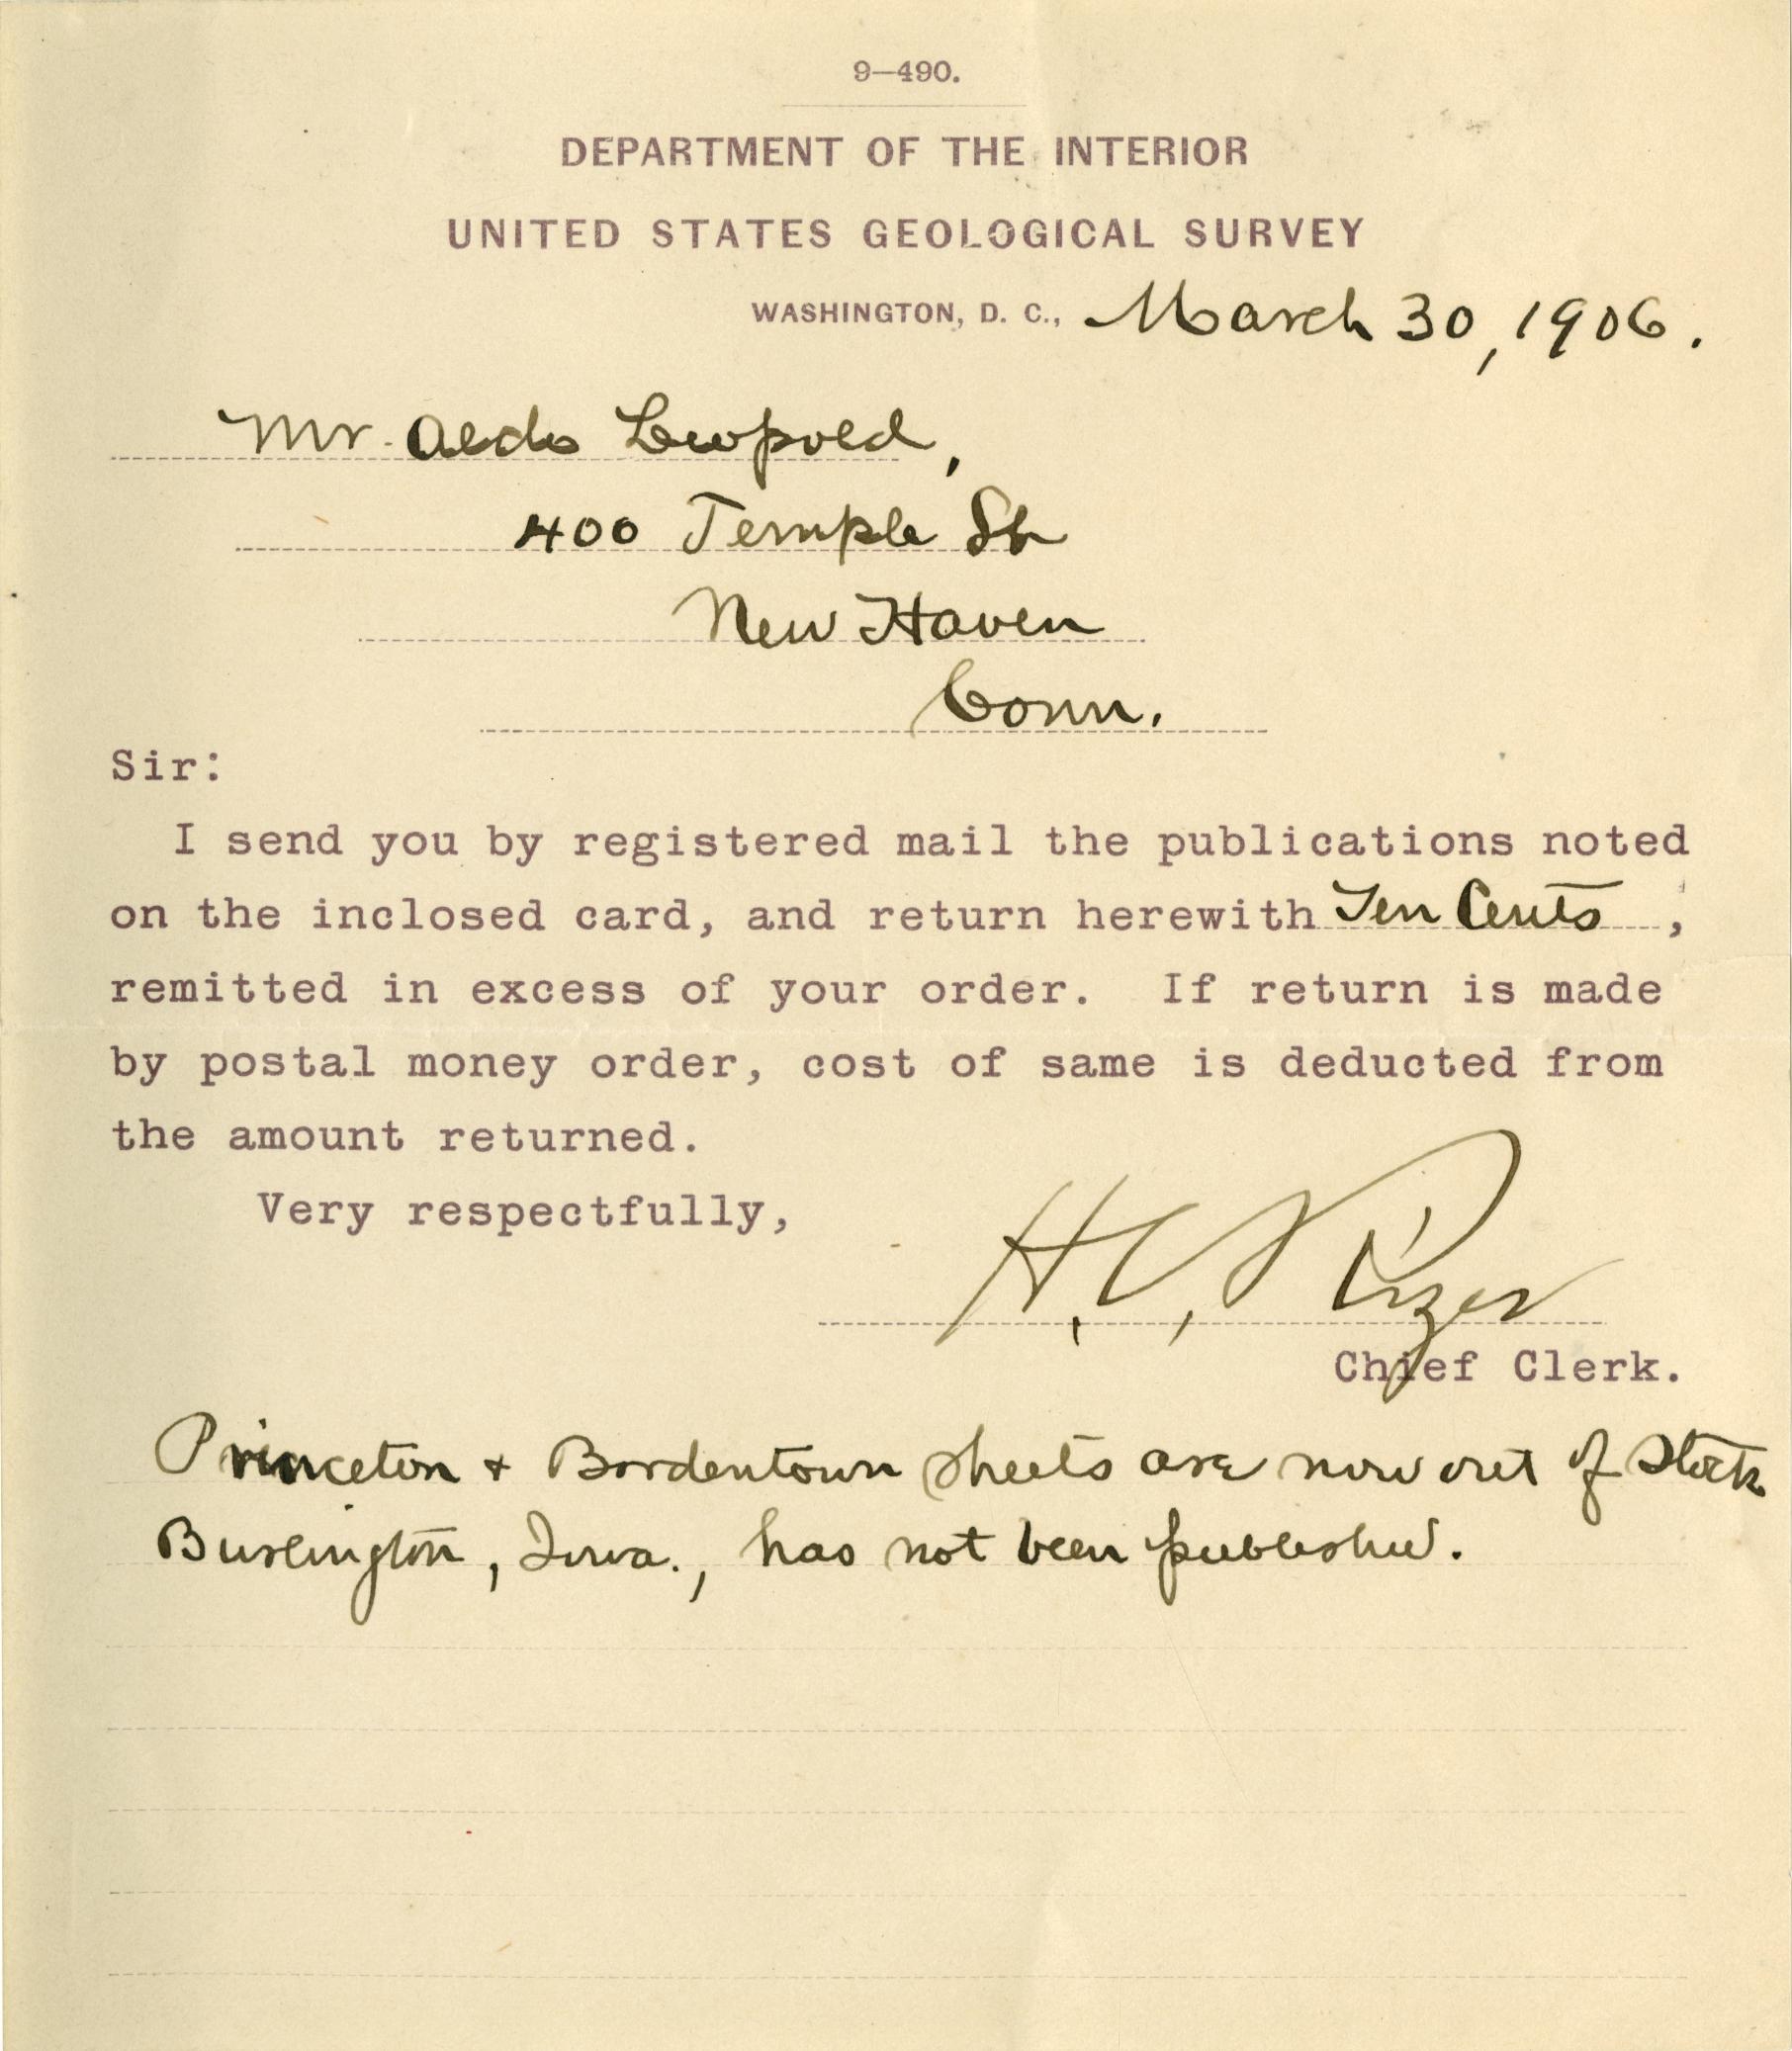 9—490.
DEPARTMENT OF THE INTERIOR
UNITED STATES GEOLOGICAL SURVEY
WASHINGTON, D. C., March 30, 1906.
Mr. Aldo Leopold,
400 Temple St
New Haven
Conn.
Sir:
I send you by registered mail the publications noted
on the inclosed card, and return herewith Ten Cents ,
remitted in excess of your order. If return is made
by postal money order, cost of same is deducted from
the amount returned.
Very respectfully,
H. C. Rizer
Chief Clerk.
Princeton + Bordentown sheets are now out of stock
Burlington, Iowa., has not been published.